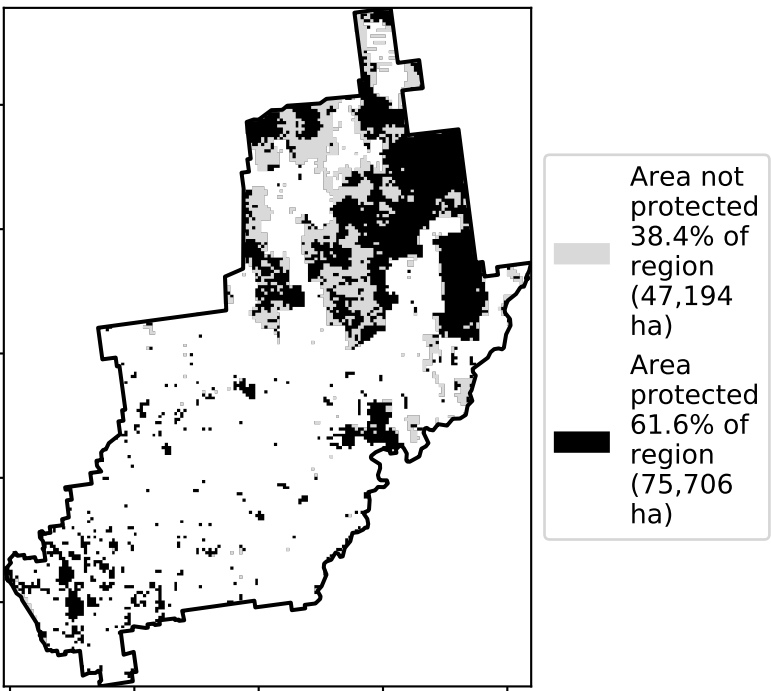 Area not
protected
38.4% of
region
(47,194
ha)
Area
protected
61.6% of
region
(75,706
ha)